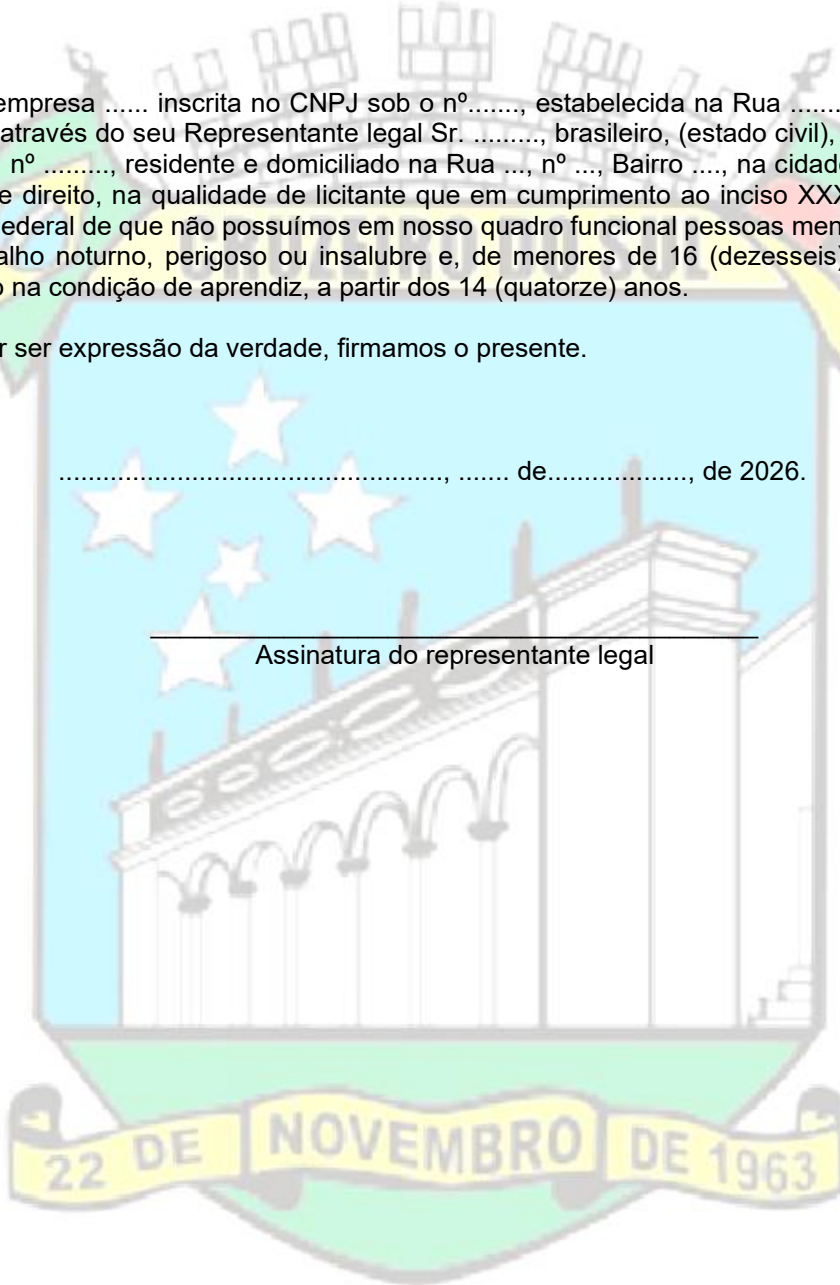 empresa ...... inscrita no CNPJ sob o nº......., estabelecida na Rua ........
através do seu Representante legal Sr. ........., brasileiro, (estado civil),
nº ........., residente e domiciliado na Rua ..., nº ..., Bairro ...., na cidad
e direito, na qualidade de licitante que em cumprimento ao inciso XXX
ederal de que não possuímos em nosso quadro funcional pessoas men
alho noturno, perigoso ou insalubre e, de menores de 16 (dezesseis)
o na condição de aprendiz, a partir dos 14 (quatorze) anos.
r ser expressão da verdade, firmamos o presente.
...................................................., ....... de..................., de 2026.
Assinatura do representante legal
CRUZEIRO DO SUL
22 DE NOVEMBRO DE 1963